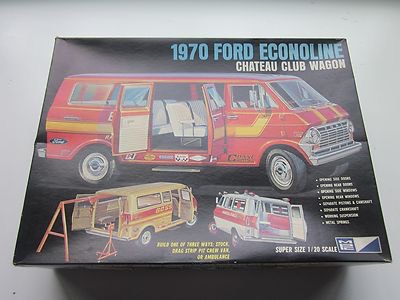 1970 FORD ECONOLINE
CHATEAU CLUB WAGON
Ford
OPENING SIDE DOORS
OPENING REAR DOORS
OPENING SIDE WINDOWS
OPENING REAR WINDOWS
SEPARATE PISTONS & CAMSHAFT
SEPARATE CRANKSHAFT
WORKING SUSPENSION
METAL SPRINGS
BUILD ONE OF THREE WAYS: STOCK,
DRAG STRIP PIT CREW VAN,
OR AMBULANCE
SUPER SIZE 1/20 SCALE
MPC